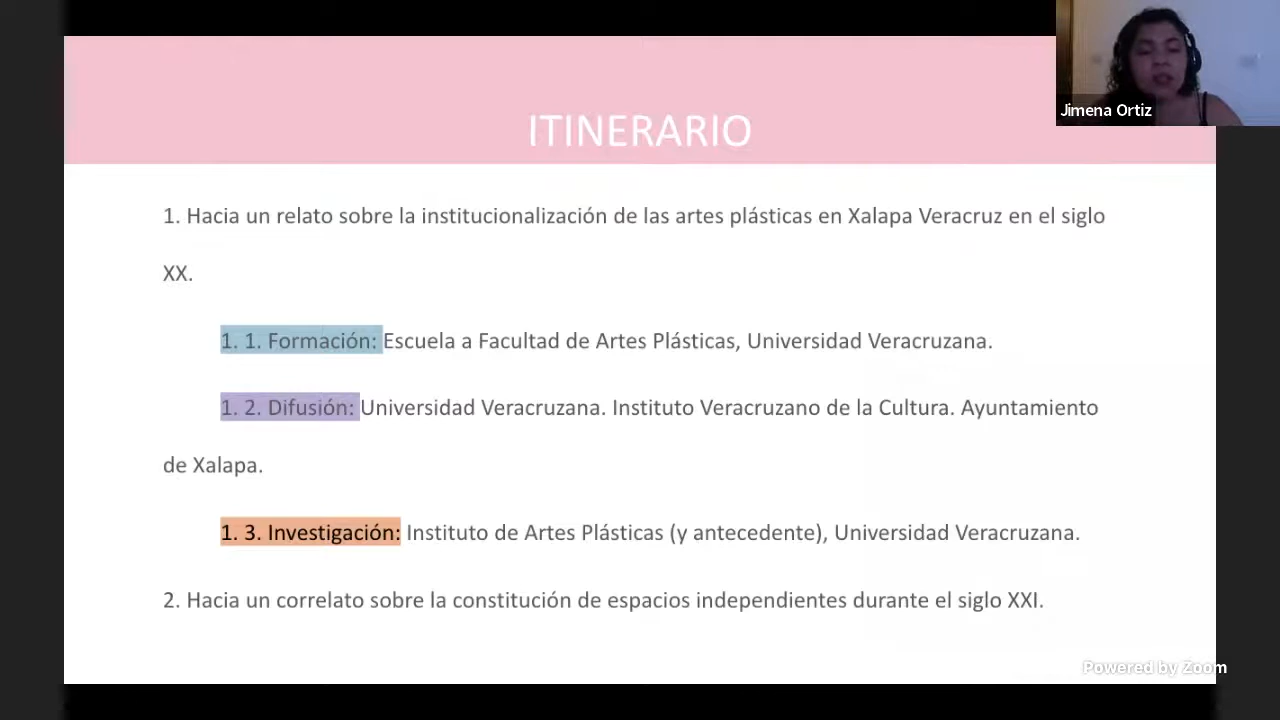 ITINERARIO
Jimena Ortiz
1. Hacia un relato sobre la institucionalización de las artes plásticas en Xalapa Veracruz en el siglo
XX.
1. 1. Formación: Escuela a Facultad de Artes Plásticas, Universidad Veracruzana.
1. 2. Difusión: Universidad Veracruzana. Instituto Veracruzano de la Cultura. Ayuntamiento
de Xalapa.
1. 3. Investigación: Instituto de Artes Plásticas (y antecedente), Universidad Veracruzana.
2. Hacia un correlato sobre la constitución de espacios independientes durante el siglo XXI.
Powered by Zoom